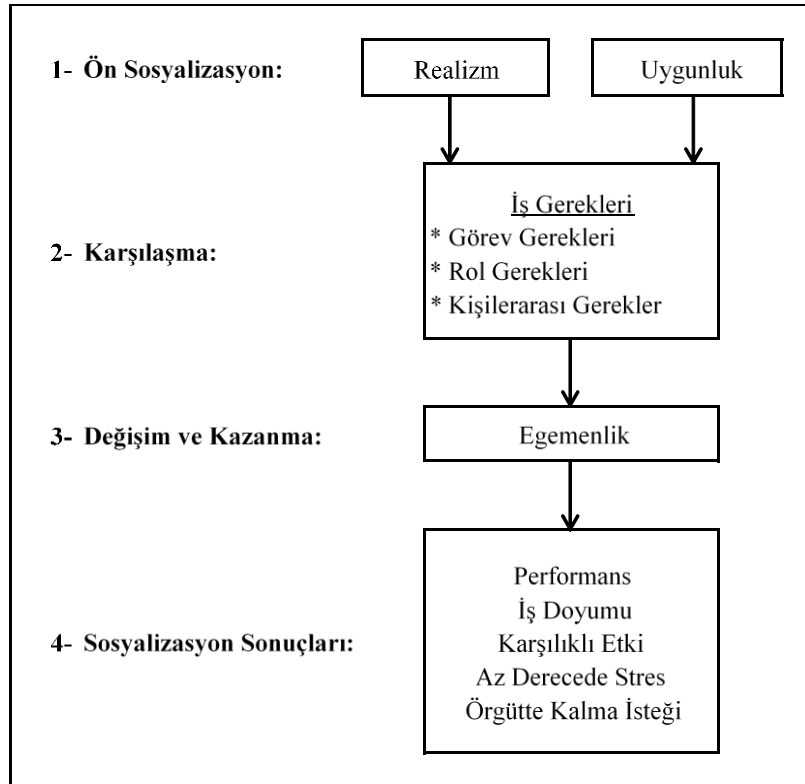 1- Ön Sosyalizasyon:
Realizm
Uygunluk
2- Karşılaşma:
İş Gerekleri
* Görev Gerekleri
* Rol Gerekleri
* Kişilerarası Gerekler
3- Değişim ve Kazanma:
Egemenlik
4- Sosyalizasyon Sonuçları:
Performans
İş Doyumu
Karşılıklı Etki
Az Derecede Stres
Örgütte Kalma İsteği